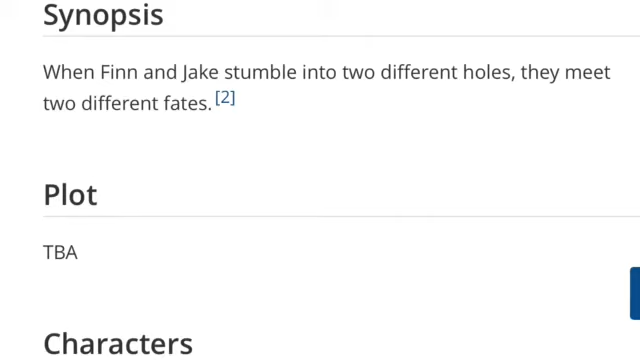 Synopsis
When Finn and Jake stumble into two different holes, they meet
two different fates.[2]
Plot
TBA
Characters